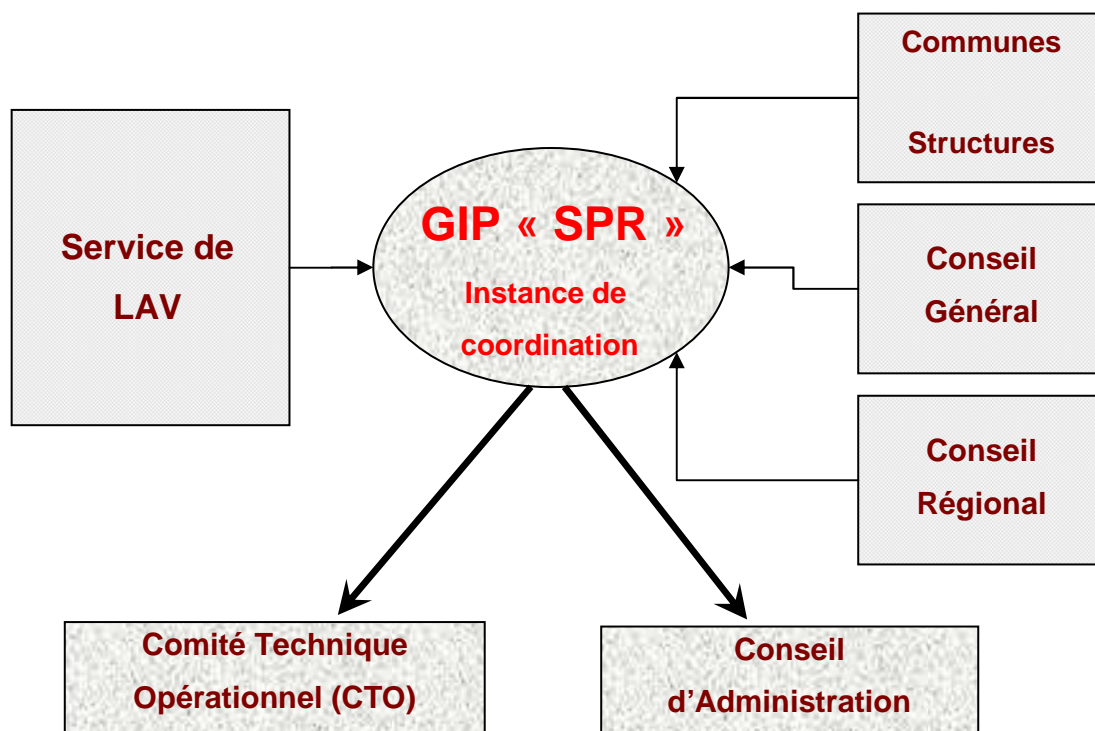 Communes
Structures
Service de
LAV
GIP « SPR »
Instance de
coordination
Conseil
Général
Conseil
Régional
Comité Technique
Opérationnel (CTO)
Conseil
d’Administration